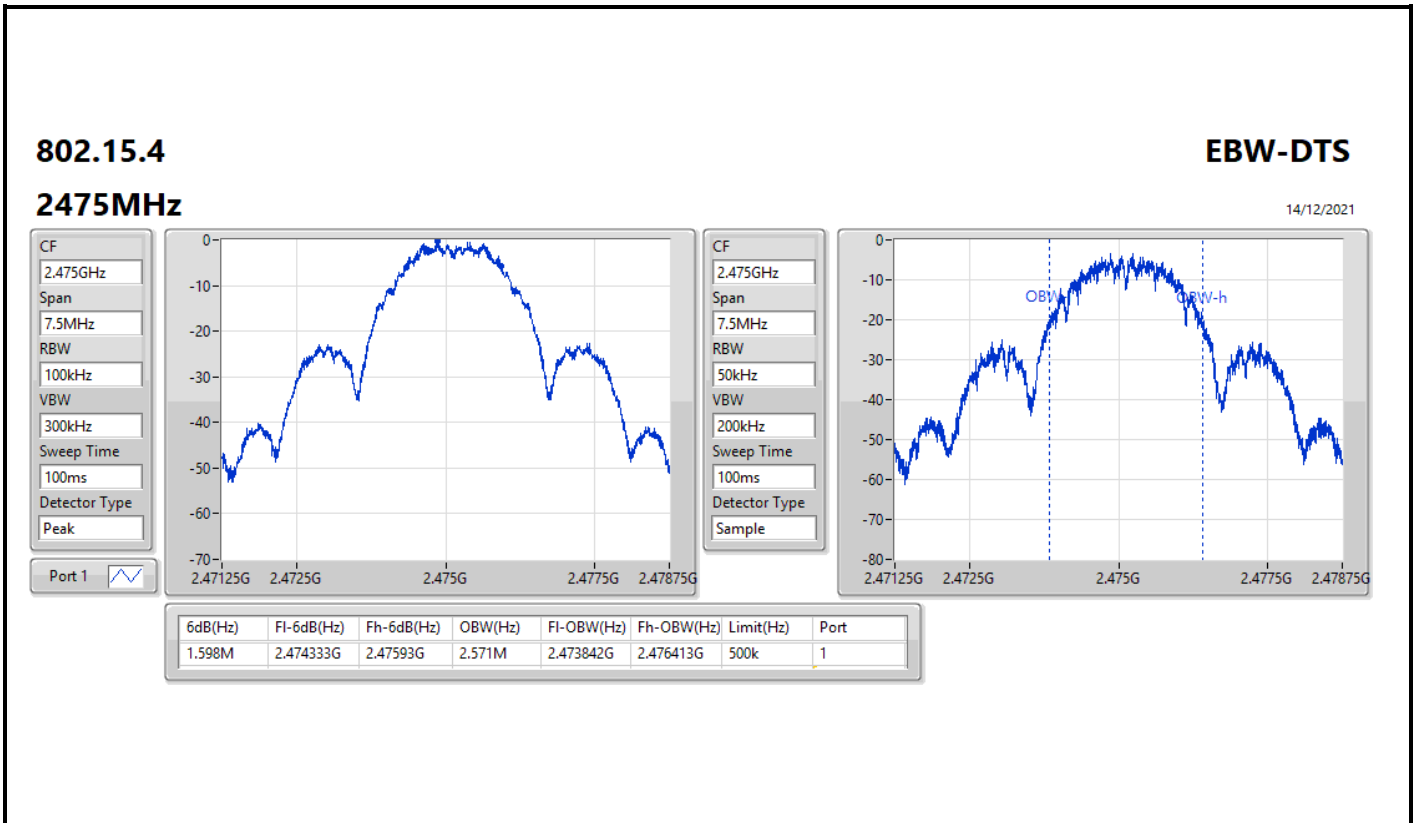 802.15.4
EBW-DTS
2475MHz
14/12/2021
CF
2.475GHz
Span
7.5MHz
RBW
100kHz
VBW
300kHz
Sweep Time
100ms
Detector Type
Peak
Port 1
0
-10
-20
-30
-40
-50
-60
-70
2.47125G 2.4725G 2.475G 2.4775G 2.47875G
CF
2.475GHz
Span
7.5MHz
RBW
50kHz
VBW
200kHz
Sweep Time
100ms
Detector Type
Sample
0
-10
-20
-30
-40
-50
-60
-70
-80
OBW-h
2.47125G 2.4725G 2.475G 2.4775G 2.47875G
6dB(Hz) Fl-6dB(Hz) Fh-6dB(Hz) OBW(Hz) Fl-OBW(Hz) Fh-OBW(Hz) Limit(Hz) Port
1.598M 2.474333G 2.47593G 2.571M 2.473842G 2.476413G 500k 1